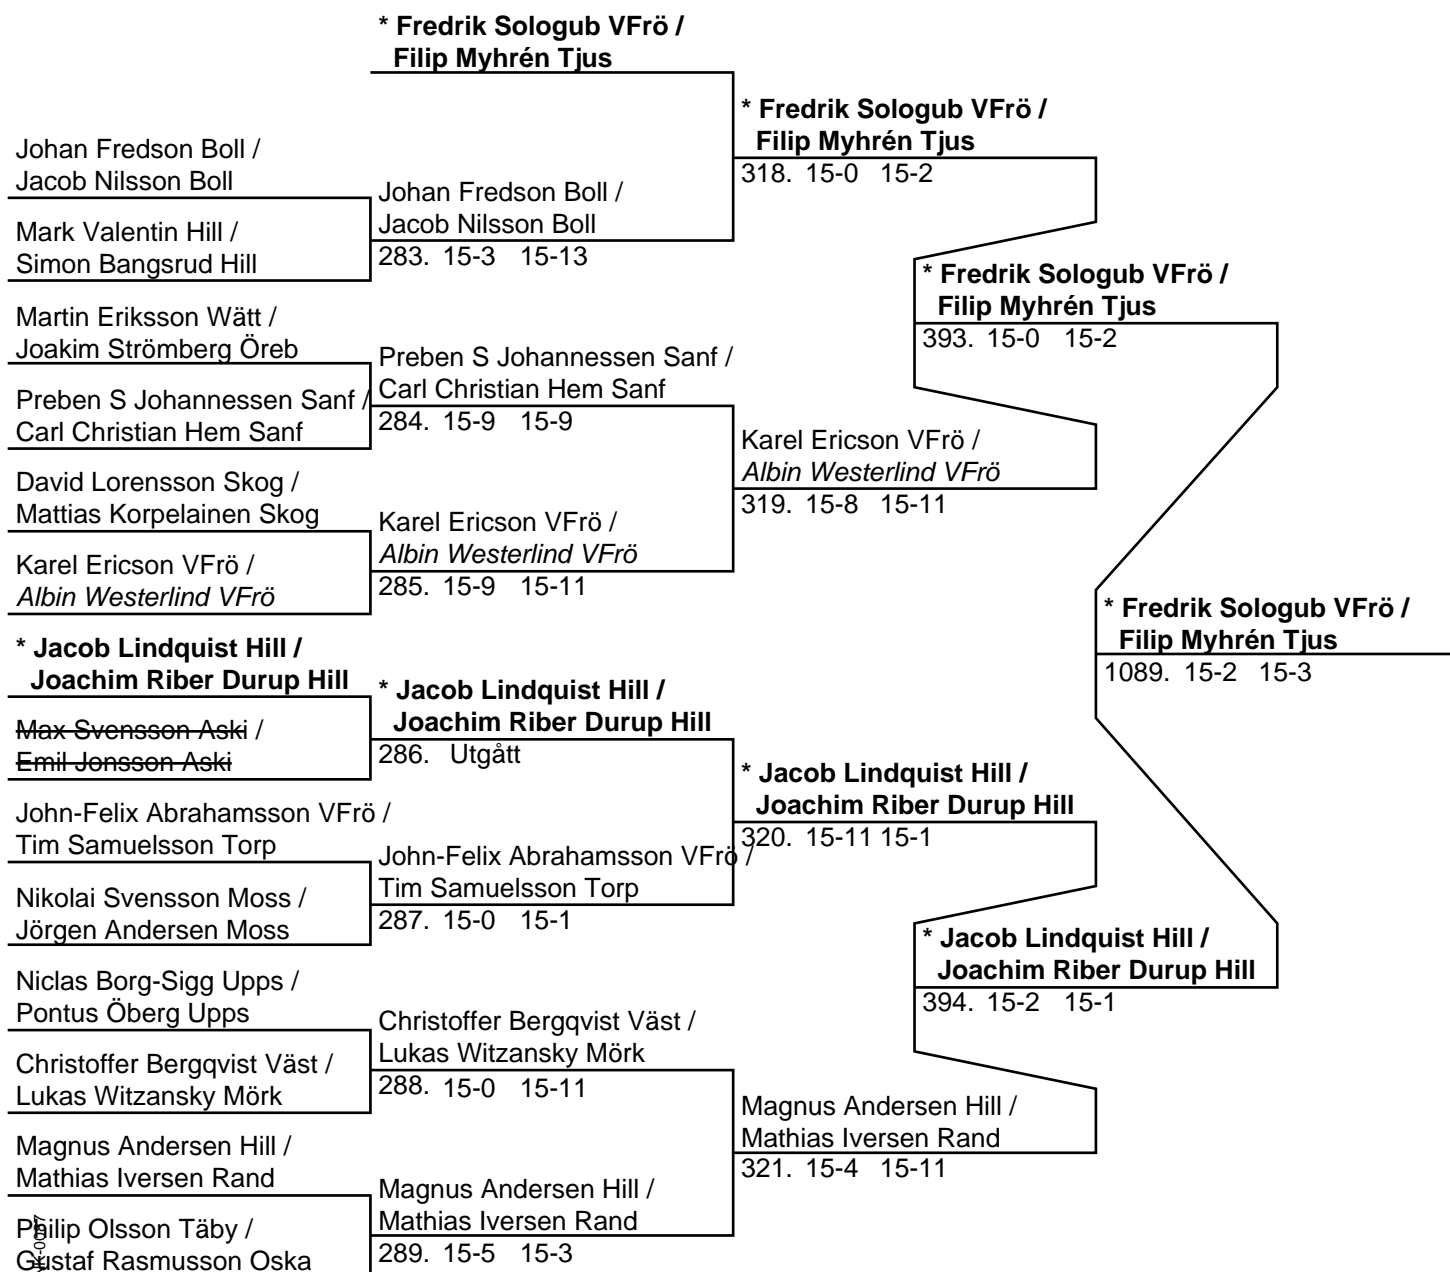 * Fredrik Sologub VFrö /
Filip Myhrén Tjus
Johan Fredson Boll /
Jacob Nilsson Boll
Mark Valentin Hill /
Simon Bangsrud Hill
Martin Eriksson Wätt /
Joakim Strömberg Öreb
Preben S Johannessen Sanf /
Carl Christian Hem Sanf
David Lorensson Skog /
Mattias Korpelainen Skog
Karel Ericson VFrö /
Albin Westerlind VFrö
* Jacob Lindquist Hill /
Joachim Riber Durup Hill
Max Svensson Aski /
Emil Jonsson Aski
John-Felix Abrahamsson VFrö /
Tim Samuelsson Torp
Nikolai Svensson Moss /
Jörgen Andersen Moss
Niclas Borg-Sigg Upps /
Pontus Öberg Upps
Christoffer Bergqvist Väst /
Lukas Witzansky Mörk
Magnus Andersen Hill /
Mathias Iversen Rand
Philip Olsson Täby /
Gustaf Rasmusson Oska
Johan Fredson Boll /
Jacob Nilsson Boll
283. 15-3 15-13
Preben S Johannessen Sanf /
Carl Christian Hem Sanf
284. 15-9 15-9
Karel Ericson VFrö /
Albin Westerlind VFrö
285. 15-9 15-11
* Jacob Lindquist Hill /
Joachim Riber Durup Hill
286. Utgått
John-Felix Abrahamsson VFrö /
Tim Samuelsson Torp
287. 15-0 15-1
Christoffer Bergqvist Väst /
Lukas Witzansky Mörk
288. 15-0 15-11
Magnus Andersen Hill /
Mathias Iversen Rand
289. 15-5 15-3
* Fredrik Sologub VFrö /
Filip Myhrén Tjus
318. 15-0 15-2
Karel Ericson VFrö /
Albin Westerlind VFrö
319. 15-8 15-11
* Jacob Lindquist Hill /
Joachim Riber Durup Hill
320. 15-11 15-1
Magnus Andersen Hill /
Mathias Iversen Rand
321. 15-4 15-11
* Fredrik Sologub VFrö /
Filip Myhrén Tjus
393. 15-0 15-2
* Jacob Lindquist Hill /
Joachim Riber Durup Hill
394. 15-2 15-1
* Fredrik Sologub VFrö /
Filip Myhrén Tjus
1089. 15-2 15-3